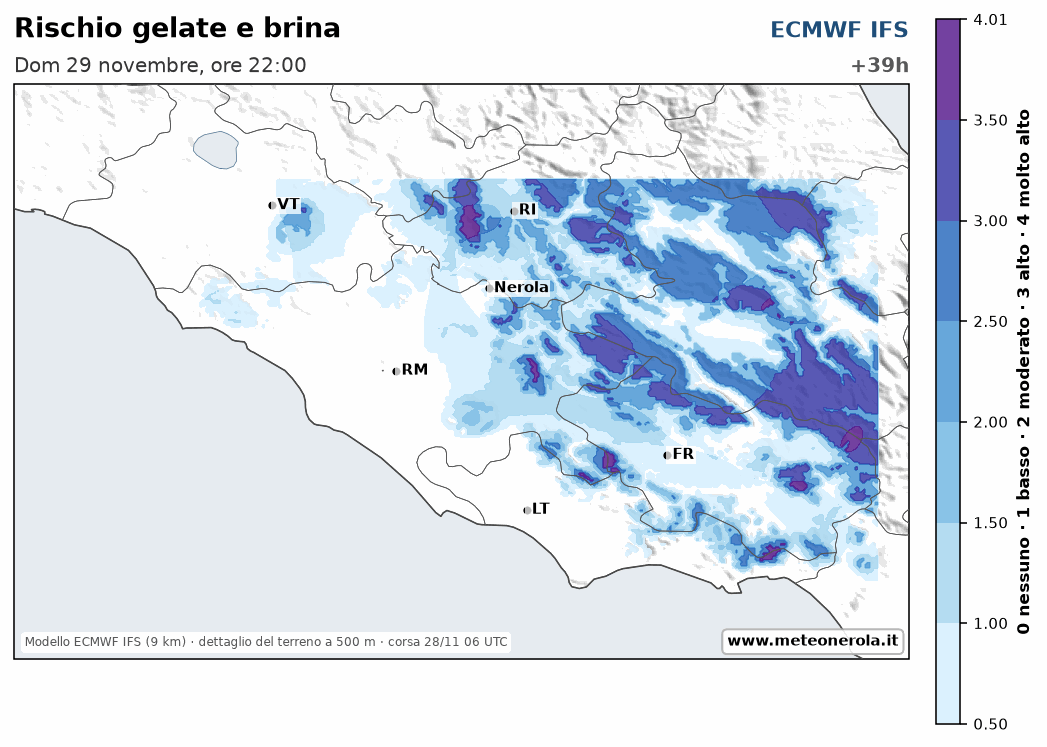 Rischio gelate e brina
ECMWF IFS
Dom 29 novembre, ore 22:00
+39h
VT
RI
Nerola
RM
FR
LT
Modello ECMWF IFS (9 km) · dettaglio del terreno a 500 m · corsa 28/11 06 UTC
www.meteonerola.it
4.01
3.50
3.00
2.50
2.00
1.50
1.00
0.50
0 nessuno · 1 basso · 2 moderato · 3 alto · 4 molto alto